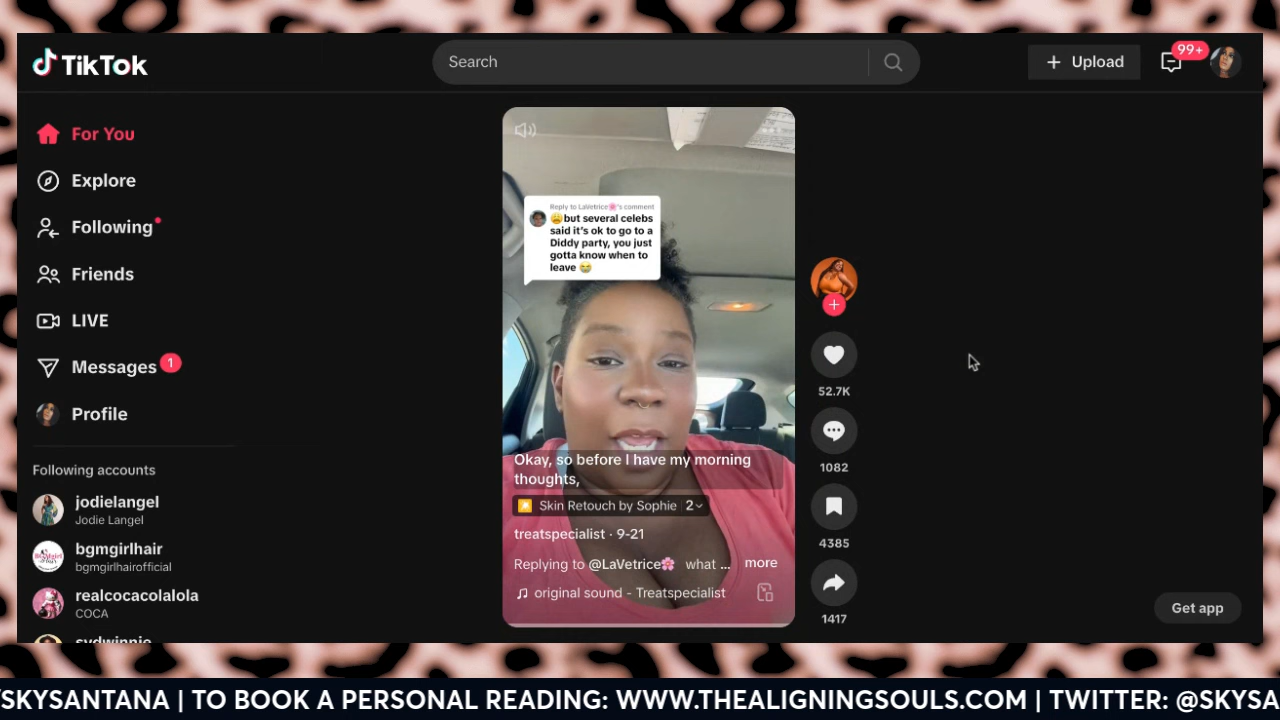 TikTok
Search
Upload
99+
For You
Explore
Following
Friends
LIVE
Messages 1
Profile
Following accounts
jodielangel
Jodie Langel
bgmgirlhair
bgmgirlhairofficial
realcocacolalola
COCA
Reply to LaVetrice🌸's comment
😩but several celebs
said it's ok to go to a
Diddy party, you just
gotta know when to
leave 😭
Okay, so before I have my morning
thoughts,
Skin Retouch by Sophie | 2
treatspecialist · 9-21
Replying to @LaVetrice🌸 what ... more
original sound - Treatspecialist
52.7K
1082
4385
1417
Get app
SKYSANTANA | TO BOOK A PERSONAL READING: WWW.THEALIGNINGSOULS.COM | TWITTER: @SKYSA